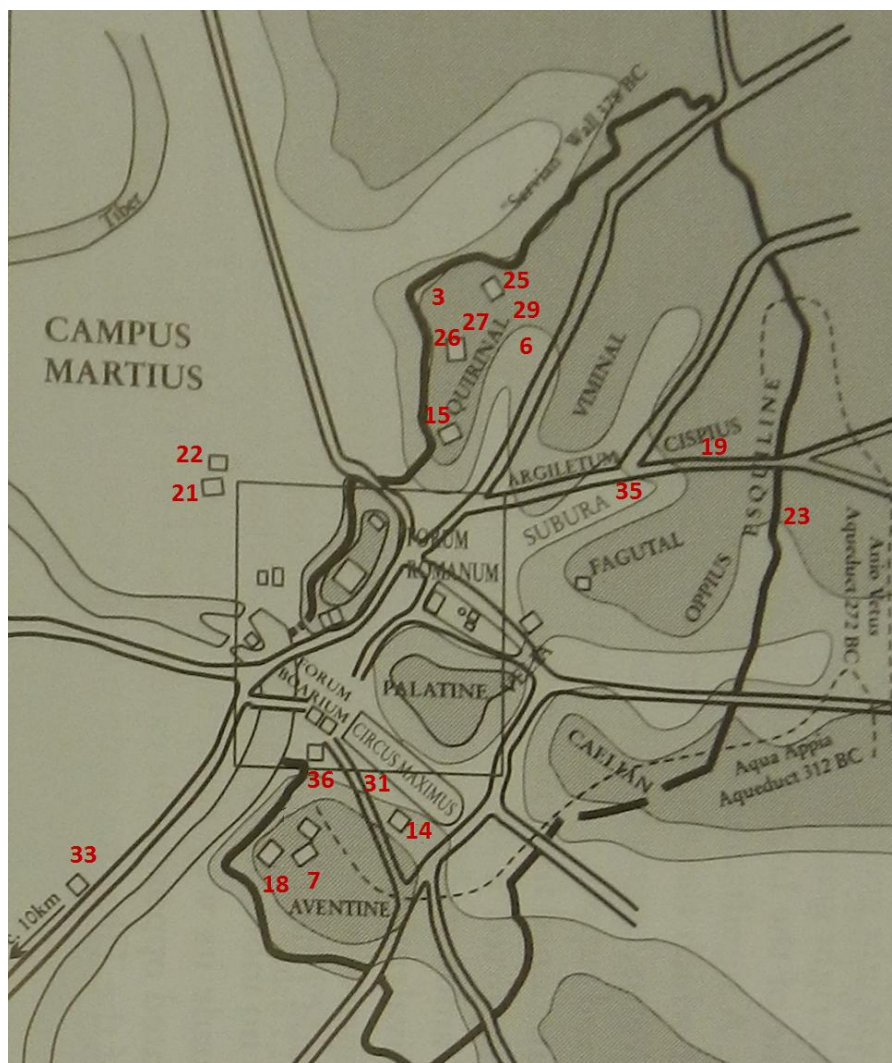 "Servian" Wall 378 BC
Tiber
25
3
29
27
CAMPUS
MARTIUS
26
QUIRINAL
6
VIMINAL
15
ESQUILINE
CISPIUS
19
22
ARGILETUM
21
35
SUBURA
23
FORUM
ROMANUM
FAGUTAL
OPPIUS
Anio Vetus
Aqueduct 272 BC
PALATINE
VELIA
FORUM
BOARIUM
CIRCUS MAXIMUS
CAELIAN
Aqua Appia
Aqueduct 312 BC
36
31
14
33
18
7
AVENTINE
c. 10km